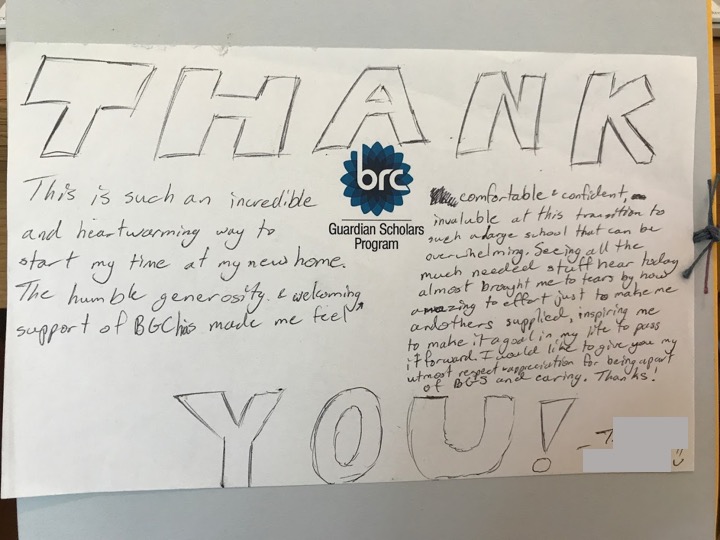 THANK
brc
Guardian Scholars
Program
This is such an incredible
and heartwarming way to
start my time at my new home.
The humble generosity & welcoming
support of BGC has made me feel
comfortable & confident,
invaluble at this transition to
such a large school that can be
overwhelming. Seeing all the
much needed stuff hear today
almost brought me to tears by how
amazing to effort just to make me
and others supplied, inspiring me
to make it a goal in my life to pass
it forward. I would like to give you my
utmost respect & appreciation for being apart
of BGS and caring. Thanks!
YOU!
- T